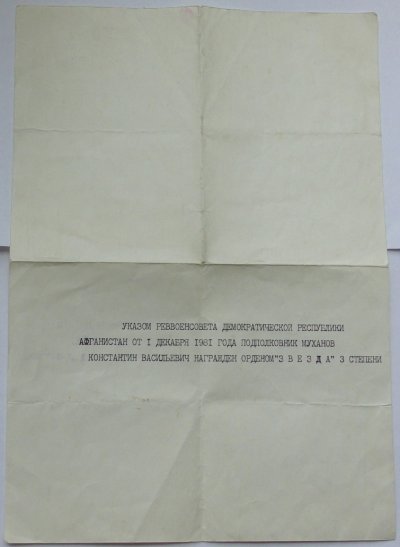 УКАЗОМ РЕВВОЕНСОВЕТА ДЕМОКРАТИЧЕСКОЙ РЕСПУБЛИКИ
АФГАНИСТАН ОТ I ДЕКАБРЯ 1981 ГОДА ПОДПОЛКОВНИК МУХАНОВ
КОНСТАНТИН ВАСИЛЬЕВИЧ НАГРАЖДЕН ОРДЕНОМ"З В Е З Д А" 3 СТЕПЕНИ